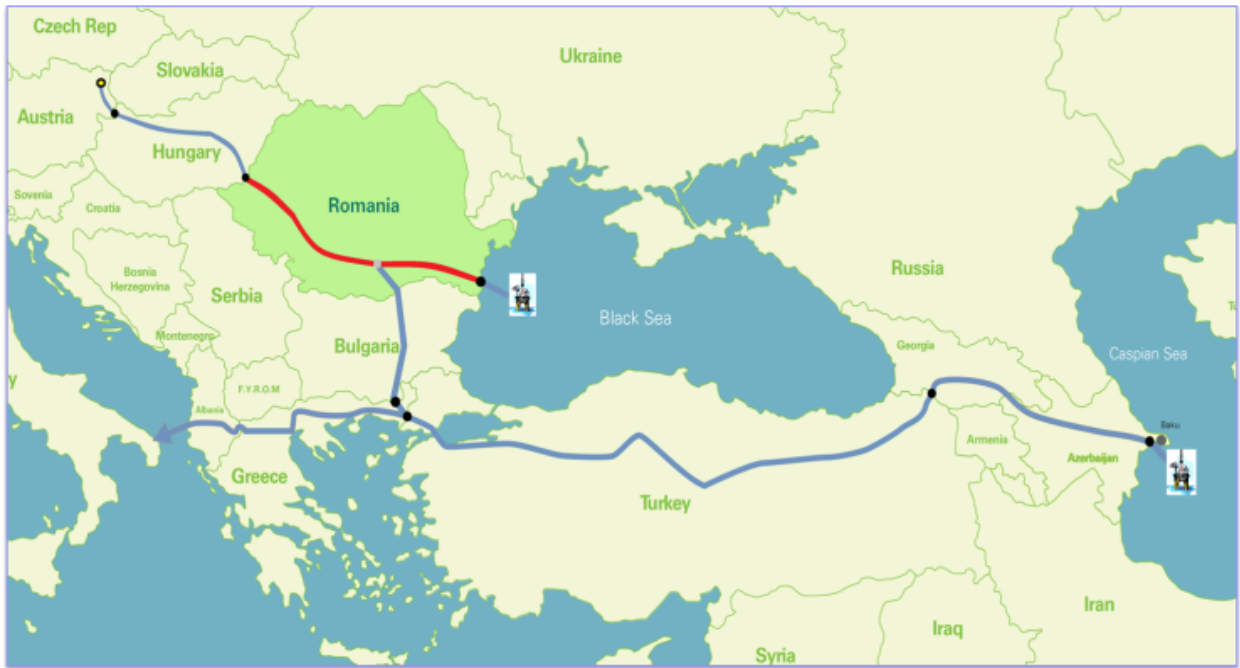 Czech Rep
Slovakia
Ukraine
Austria
Hungary
Sovenia
Croatia
Romania
Bosnia
Herzegovina
Serbia
Russia
Black Sea
Montenegro
Bulgaria
Georgia
Caspian Sea
F.Y.R.O.M
Albania
Baku
Armenia
Azerbaijan
Greece
Turkey
Iran
Iraq
Syria